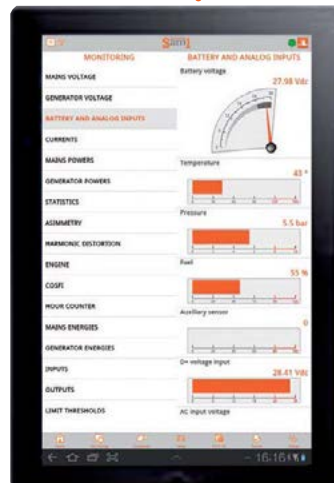 Sam1
MONITORING
MAINS VOLTAGE
GENERATOR VOLTAGE
BATTERY AND ANALOG INPUTS
CURRENTS
MAINS POWERS
GENERATOR POWERS
STATISTICS
ASIMMETRY
HARMONIC DISTORTION
ENGINE
COSFI
HOUR COUNTER
MAINS ENERGIES
GENERATOR ENERGIES
INPUTS
OUTPUTS
LIMIT THRESHOLDS
BATTERY AND ANALOG INPUTS
Battery voltage
27.98 Vdc
Temperature
43 °
Pressure
5.5 bar
Fuel
55 %
Auxiliary sensor
0
D+ voltage input
28.41 Vdc
AC input voltage
16:16